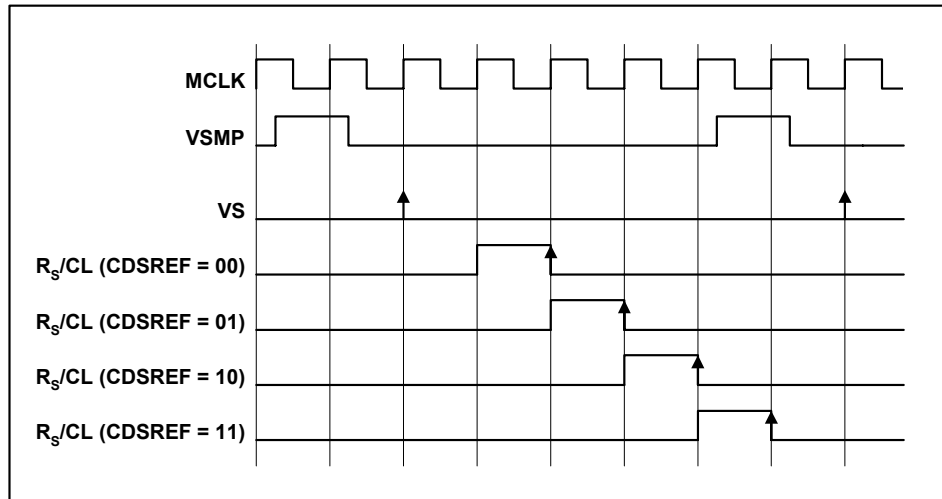 MCLK
VSMP
VS
RS/CL (CDSREF = 00)
RS/CL (CDSREF = 01)
RS/CL (CDSREF = 10)
RS/CL (CDSREF = 11)